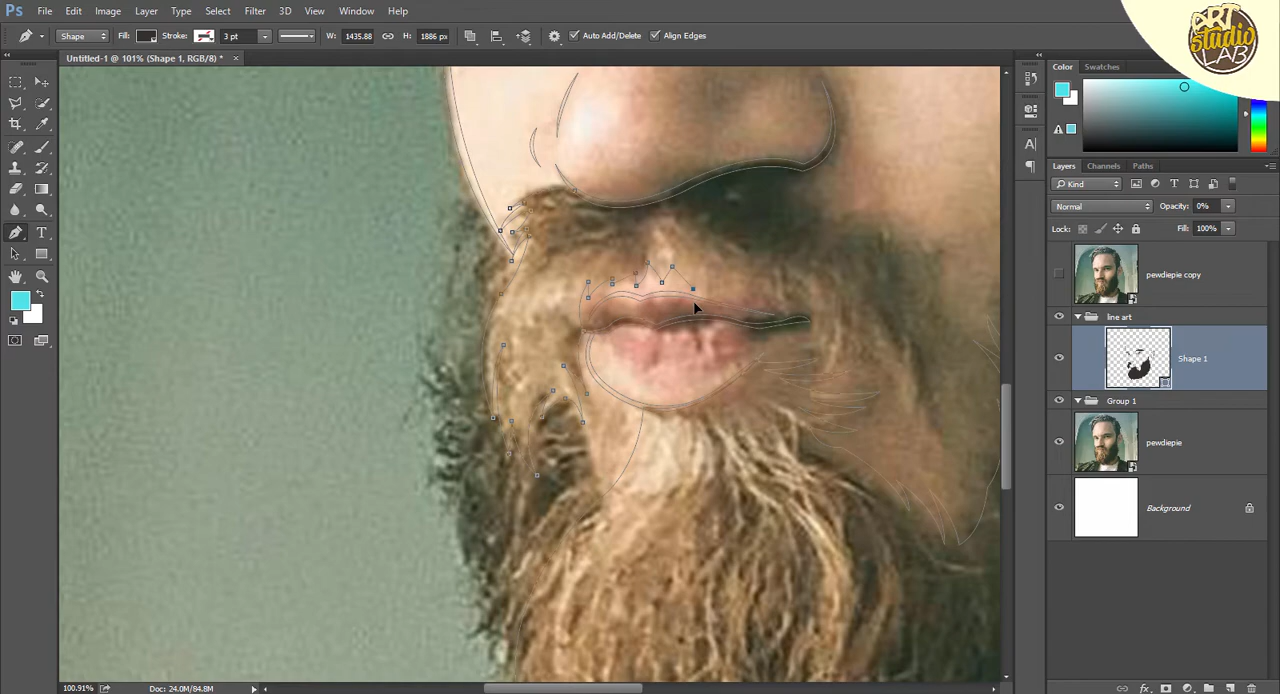 Ps File Edit Image Layer Type Select Filter 3D View Window Help
Shape Fill: Stroke: 3 pt W: 1435.88 H: 1886 px Auto Add/Delete Align Edges
Untitled-1 @ 101% (Shape 1, RGB/8) * ×
ART
studio
LAB
Color Swatches
Layers Channels Paths
Kind
Normal Opacity: 0%
Lock: Fill: 100%
pewdiepie copy
line art
Shape 1
Group 1
pewdiepie
Background
100.91% Doc: 24.0M/84.8M